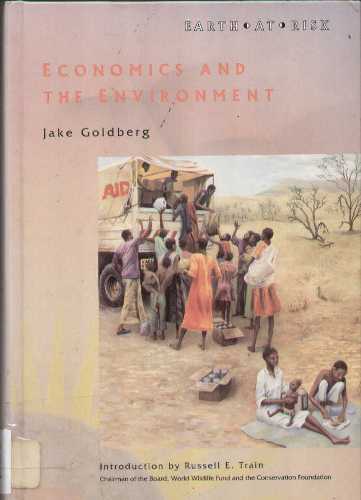 EARTH•AT•RISK
ECONOMICS AND
THE ENVIRONMENT
Jake Goldberg
AID
Introduction by Russell E. Train
Chairman of the Board, World Wildlife Fund and the Conservation Foundation